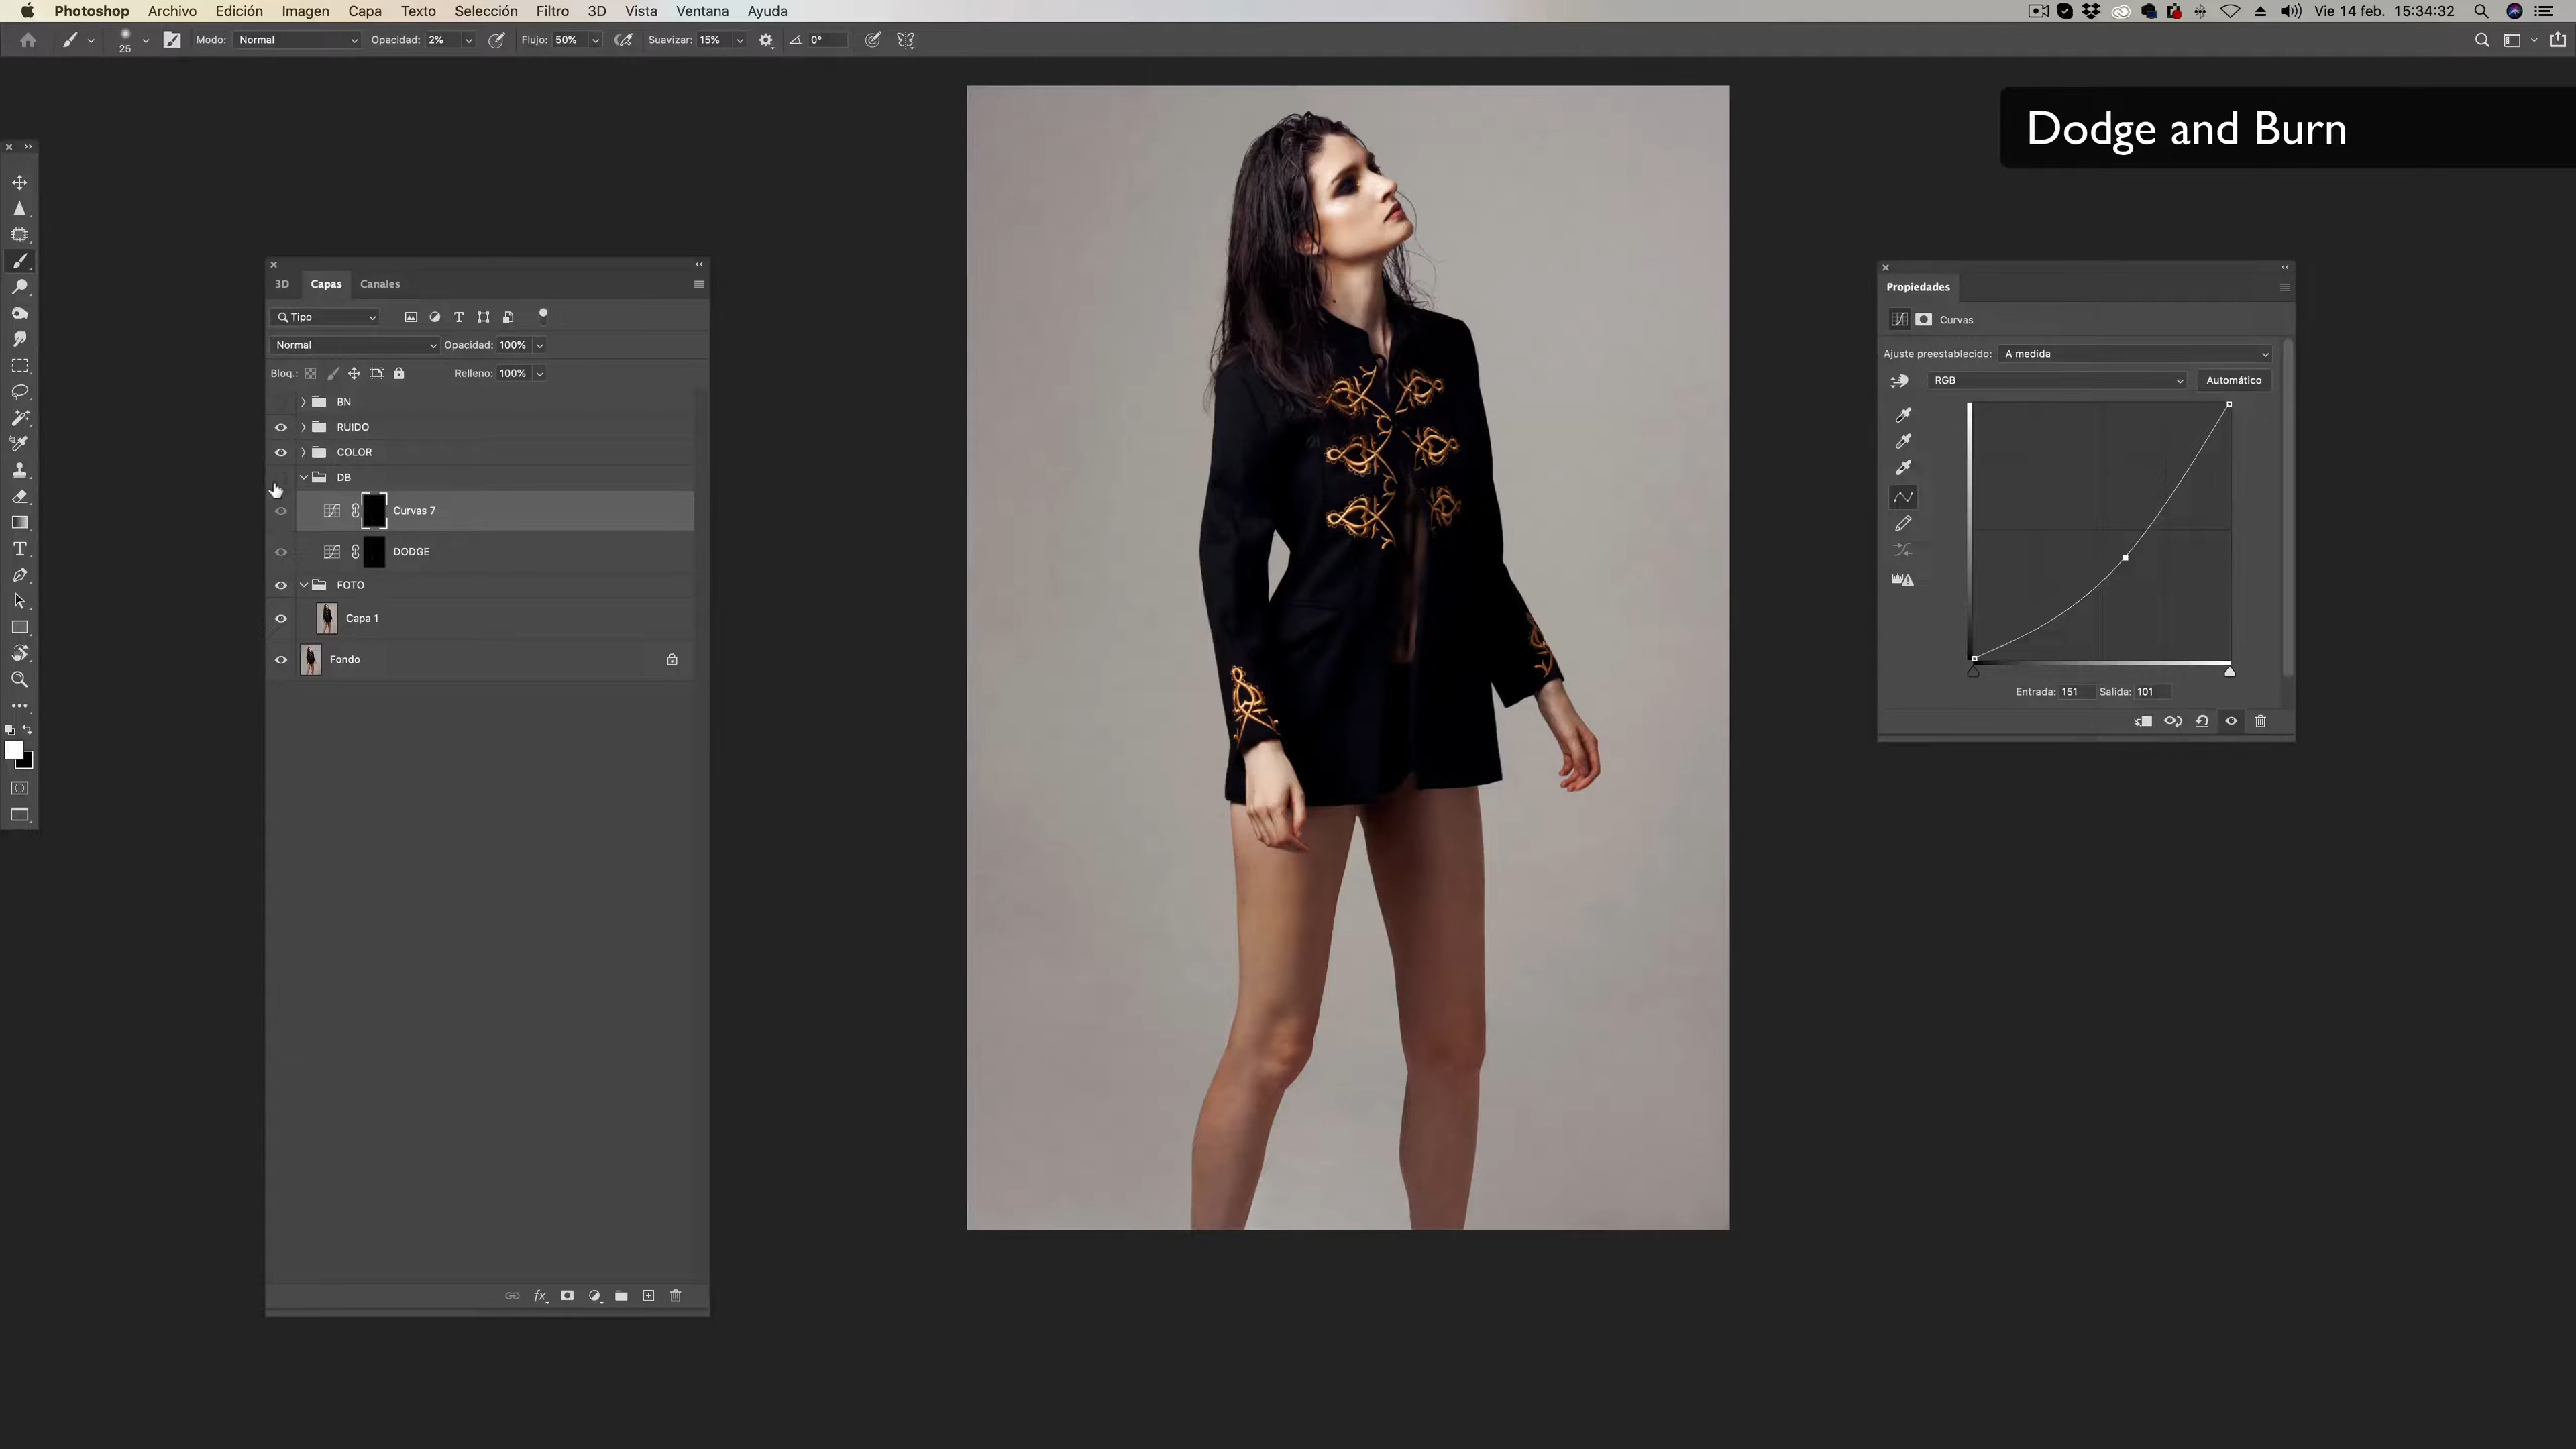 Photoshop Archivo Edición Imagen Capa Texto Selección Filtro 3D Vista Ventana Ayuda Vie 14 feb. 15:34:32
25 Modo: Normal Opacidad: 2% Flujo: 50% Suavizar: 15% 0°
Dodge and Burn
3D Capas Canales
Tipo
Normal Opacidad: 100%
Bloq.: Relleno: 100%
BN
RUIDO
COLOR
DB
Curvas 7
DODGE
FOTO
Capa 1
Fondo
fx
Propiedades
Curvas
Ajuste preestablecido: A medida
RGB Automático
Entrada: 151 Salida: 101